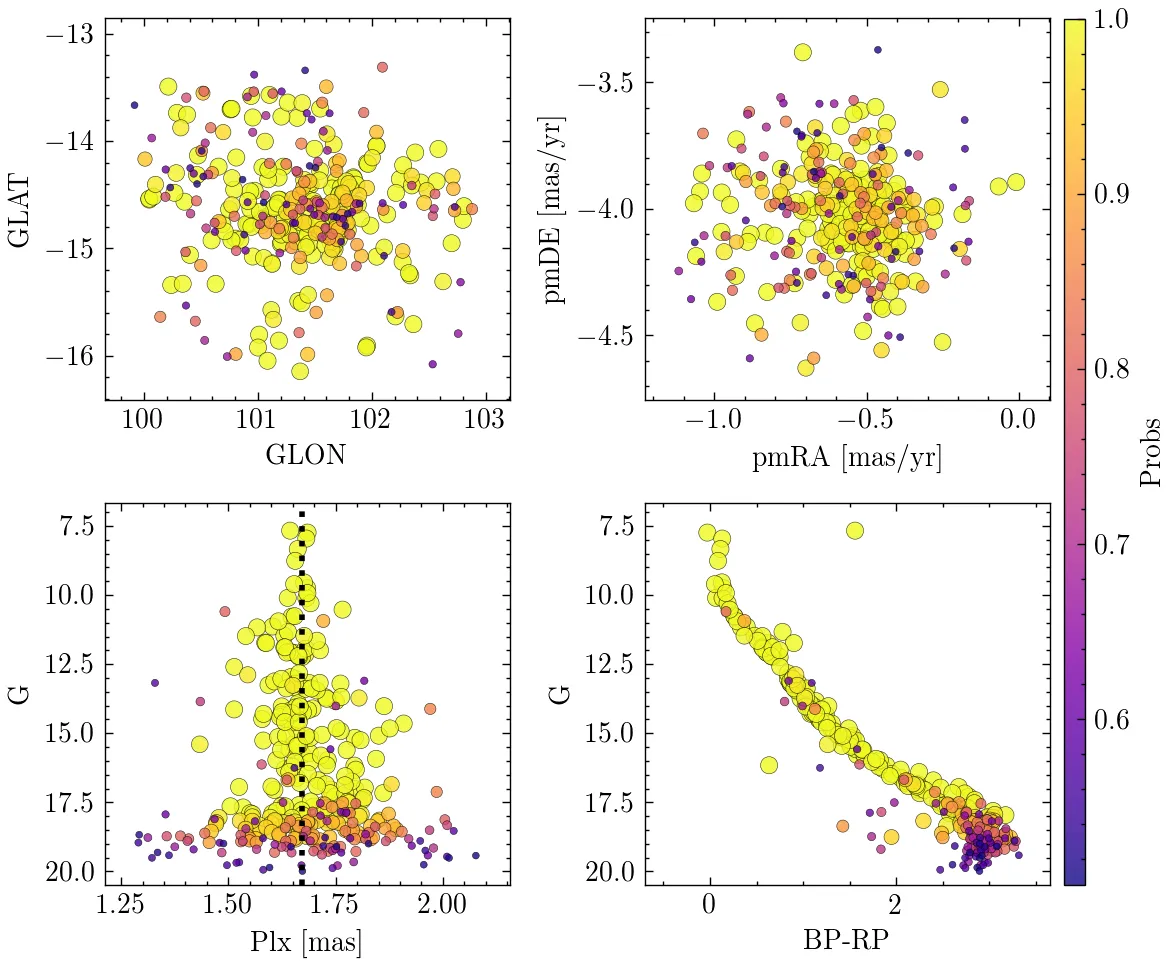 −13
−14
−15
−16
GLAT
100 101 102 103
GLON
−3.5
−4.0
−4.5
pmDE [mas/yr]
−1.0 −0.5 0.0
pmRA [mas/yr]
1.0
0.9
0.8
0.7
0.6
Probs
7.5
10.0
12.5
15.0
17.5
20.0
G
1.25 1.50 1.75 2.00
Plx [mas]
7.5
10.0
12.5
15.0
17.5
20.0
G
0 2
BP-RP